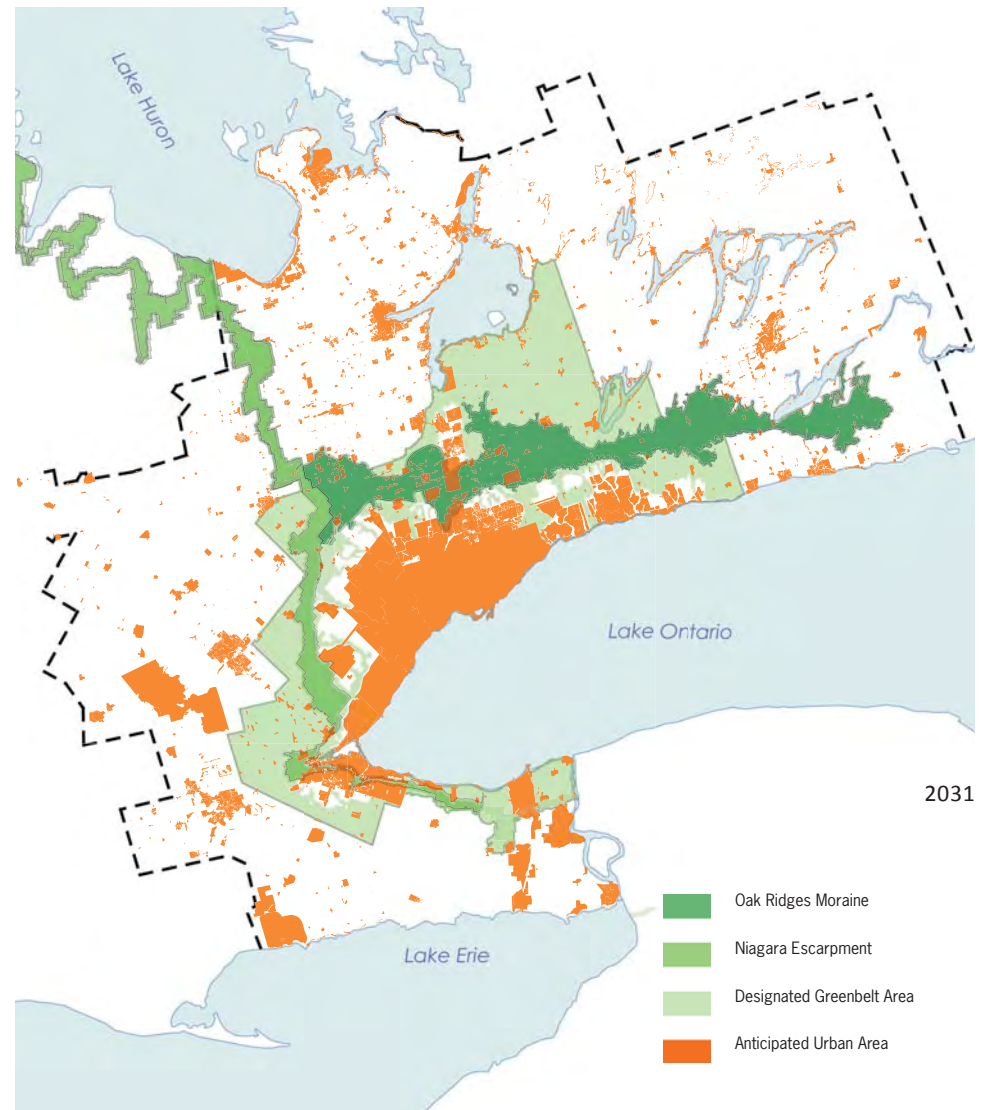 Lake Huron
Lake Ontario
2031
Oak Ridges Moraine
Niagara Escarpment
Lake Erie
Designated Greenbelt Area
Anticipated Urban Area